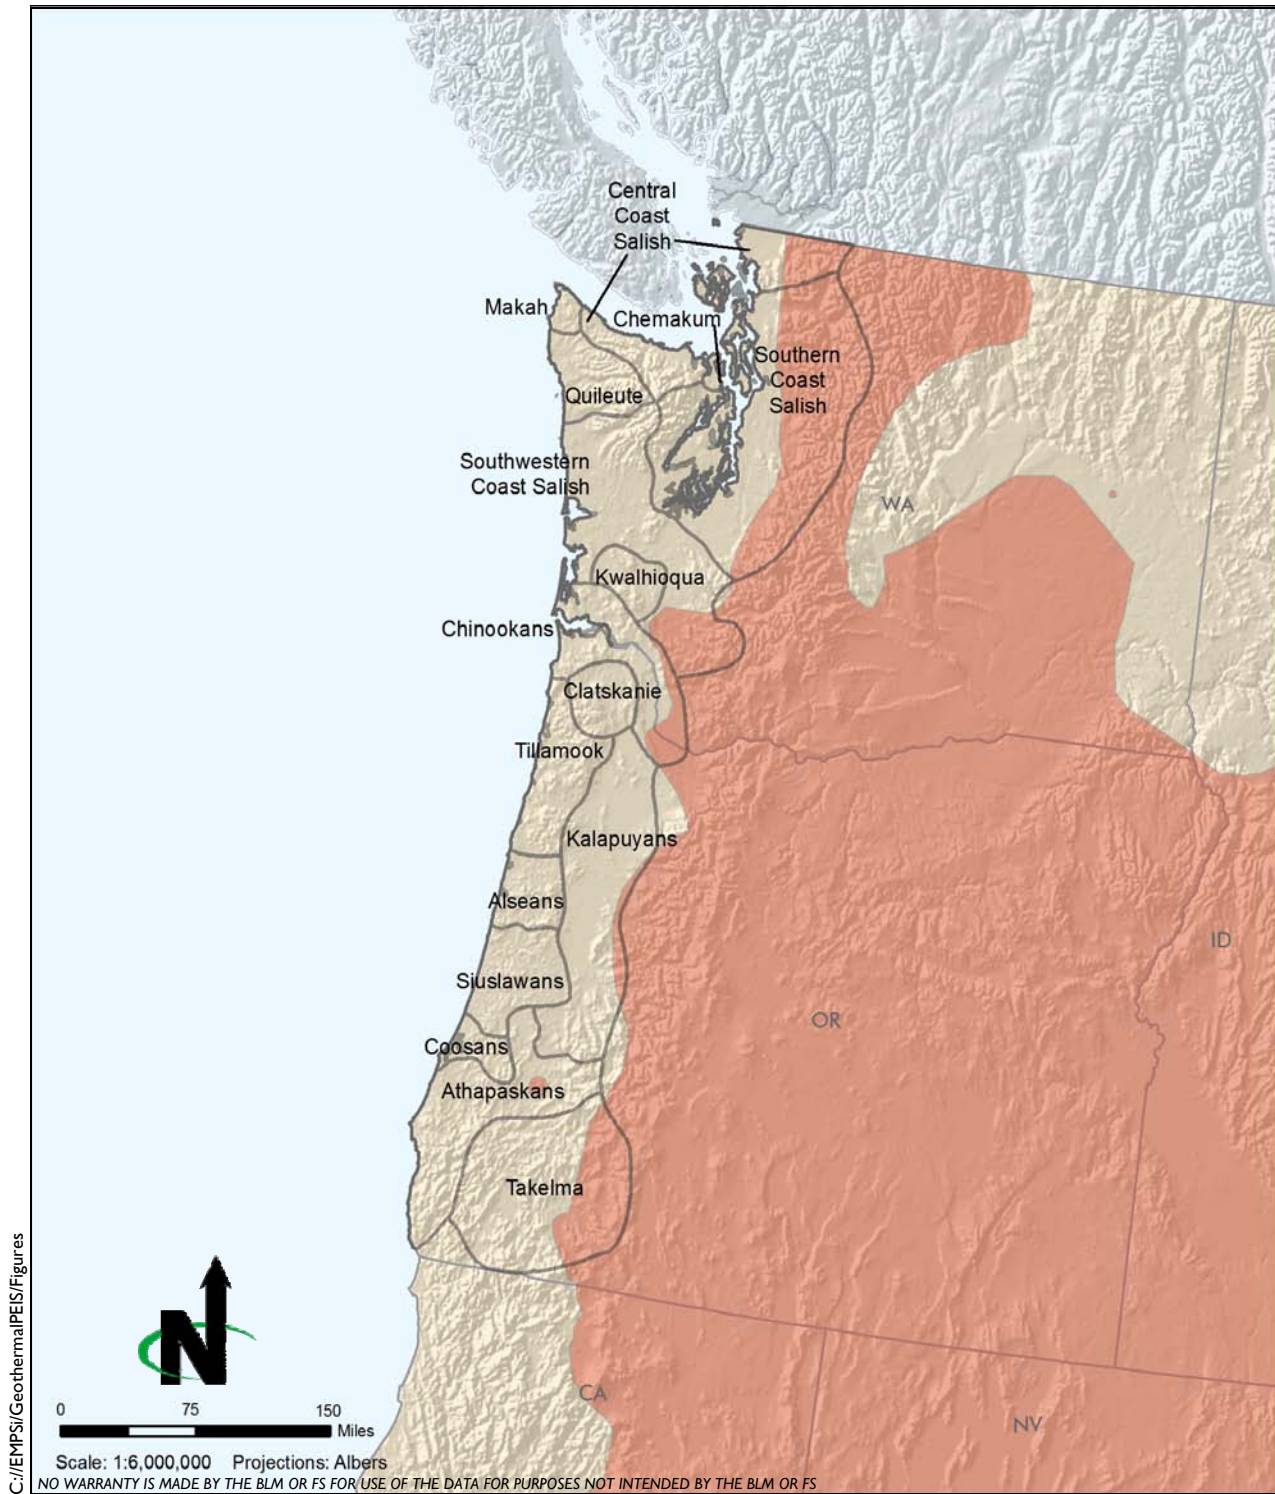 Central
Coast
Salish
Makah
Chemakum
Southern
Coast
Salish
Quileute
Southwestern
Coast Salish
WA
Kwalhioqua
Chinookans
Clatskanie
Tillamook
Kalapuyans
Alseans
ID
Siuslawans
OR
Coosans
Athapaskans
Takelma
N
CA
NV
0 75 150
Miles
Scale: 1:6,000,000 Projections: Albers
NO WARRANTY IS MADE BY THE BLM OR FS FOR USE OF THE DATA FOR PURPOSES NOT INTENDED BY THE BLM OR FS
C://EMPSi/GeothermalPEIS/Figures